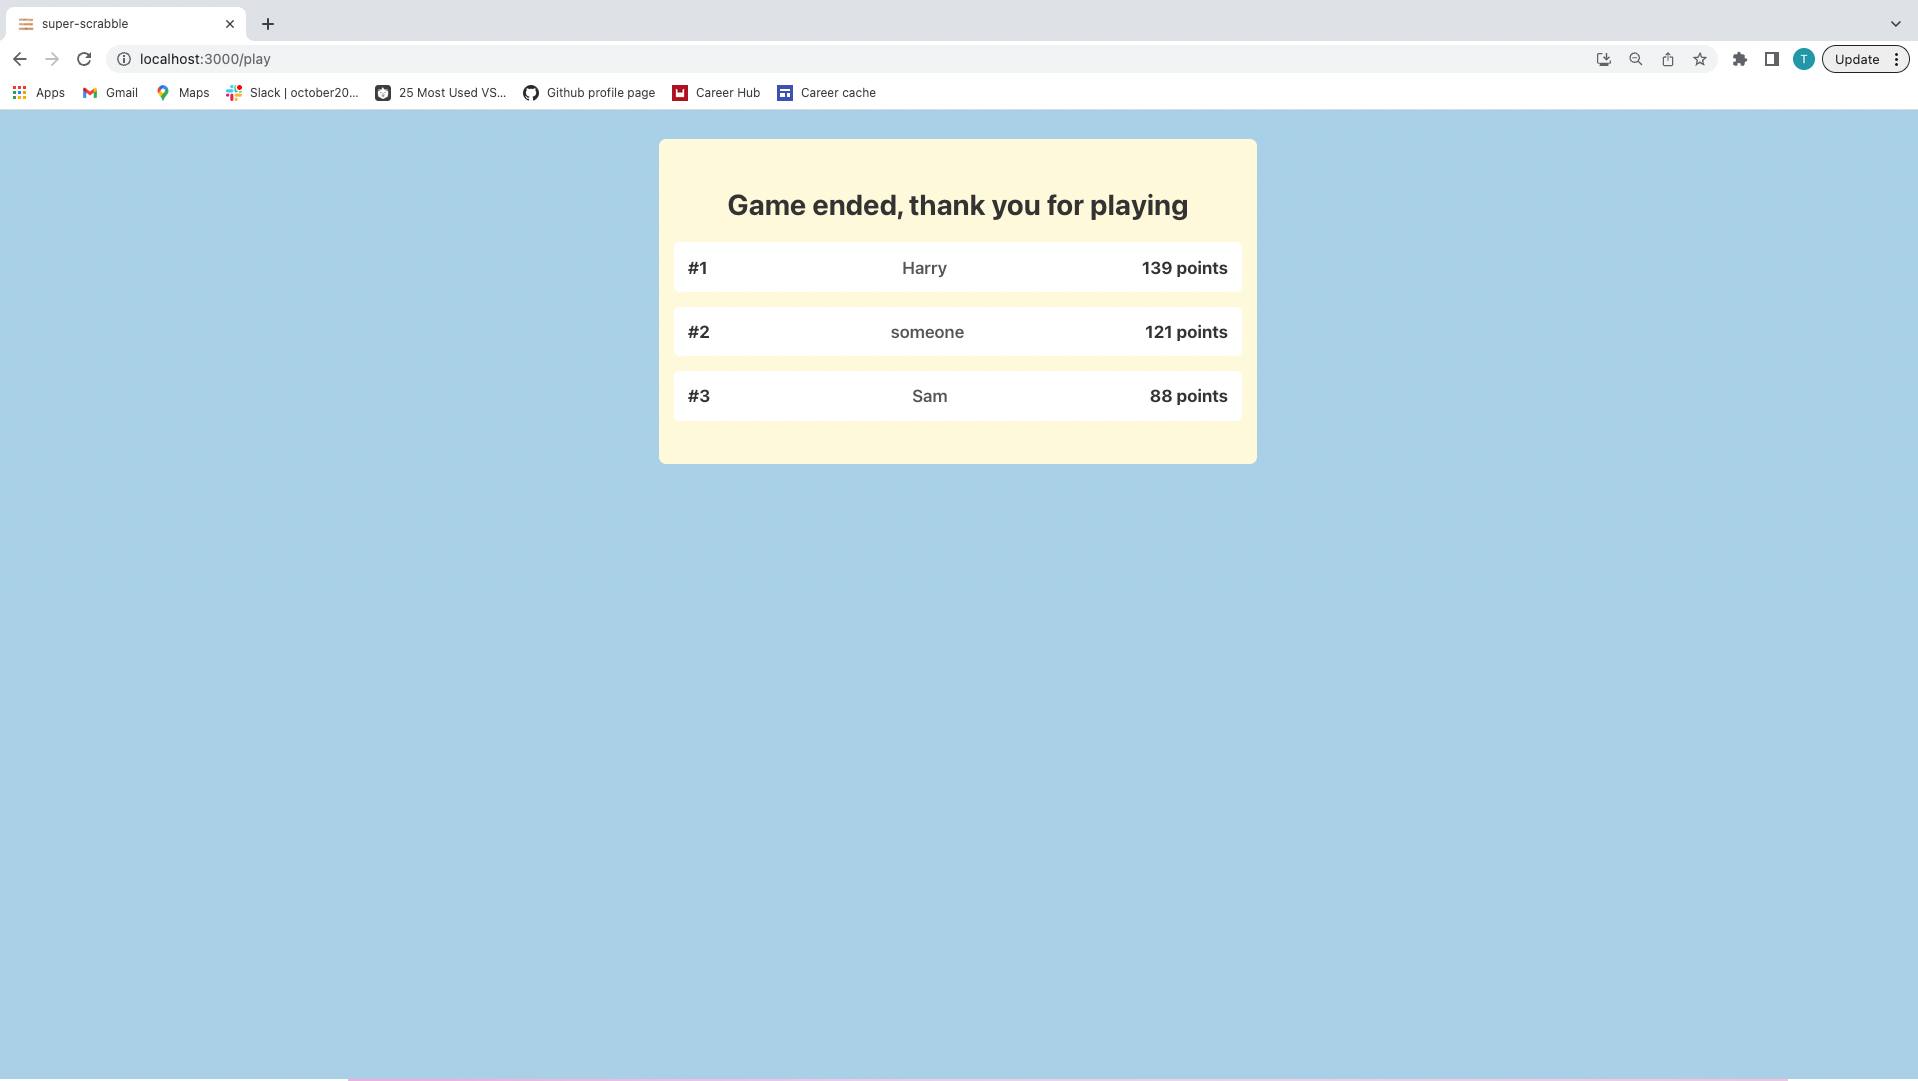 super-scrabble
localhost:3000/play
T
Update
Apps
Gmail
Maps
Slack | october20...
25 Most Used VS...
Github profile page
Career Hub
Career cache
Game ended, thank you for playing
#1 Harry 139 points
#2 someone 121 points
#3 Sam 88 points